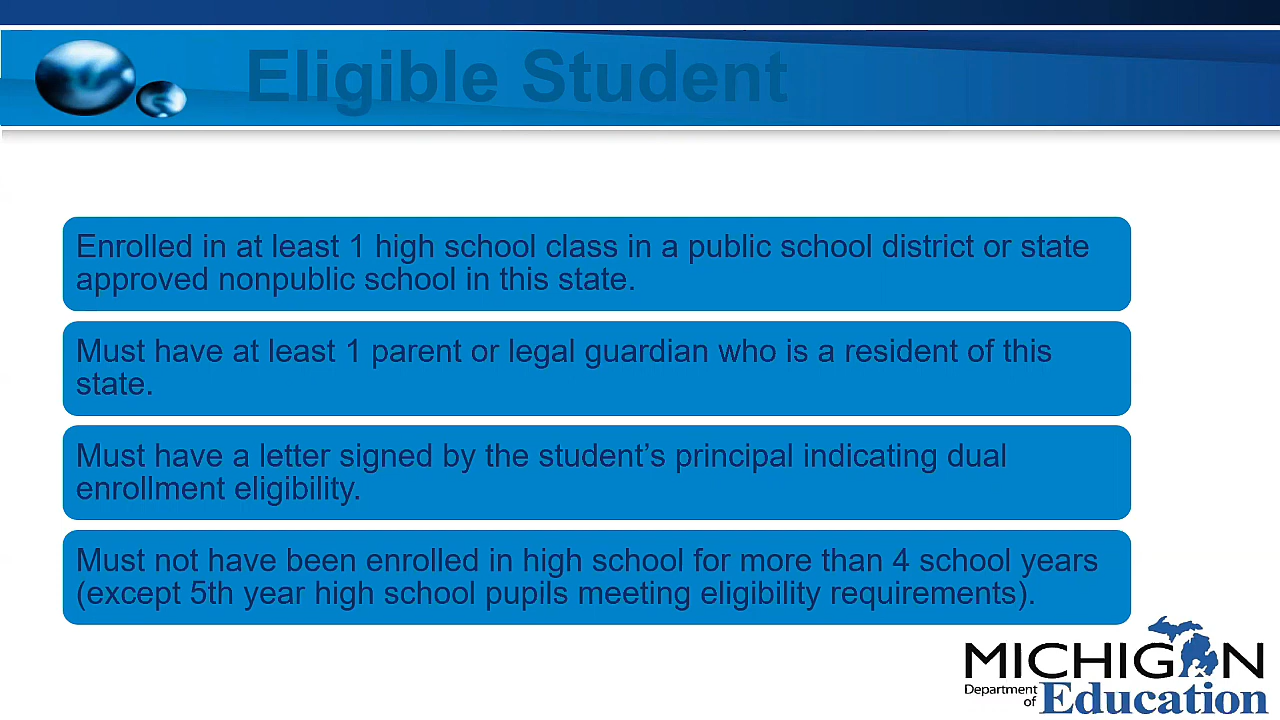 Eligible Student
Enrolled in at least 1 high school class in a public school district or state
approved nonpublic school in this state.
Must have at least 1 parent or legal guardian who is a resident of this
state.
Must have a letter signed by the student’s principal indicating dual
enrollment eligibility.
Must not have been enrolled in high school for more than 4 school years
(except 5th year high school pupils meeting eligibility requirements).
MICHIGAN
Department
of Education